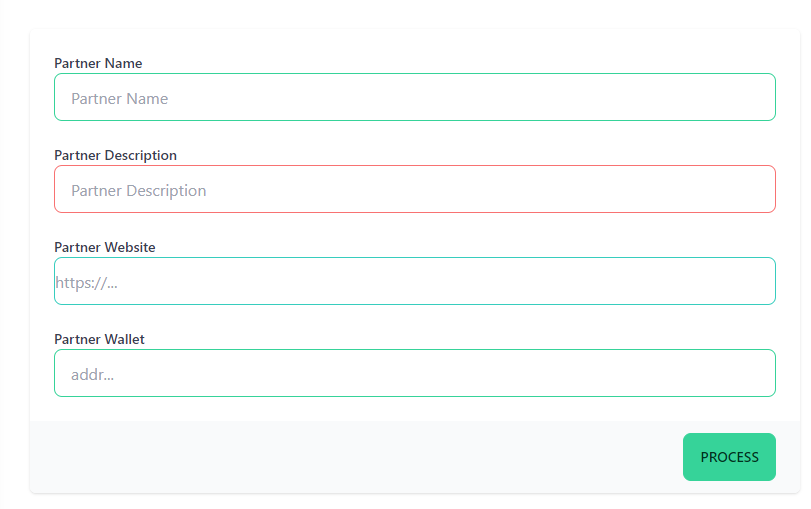 Partner Name
Partner Name
Partner Description
Partner Description
Partner Website
https://...
Partner Wallet
addr...
PROCESS